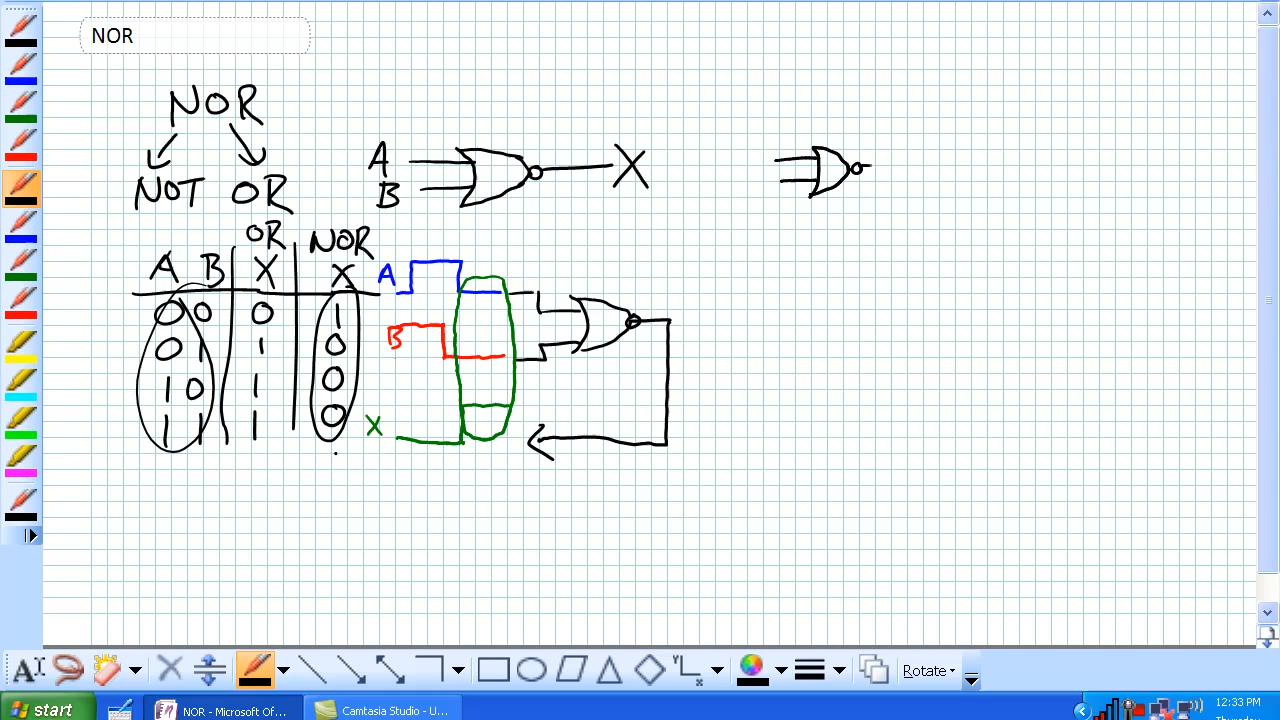 NOR
NOR
NOT OR
A
B
X
OR NOR
A B X X
0 0 0 1
0 1 1 0
1 0 1 0
1 1 1 0
A
B
X
A
Rotate
start
NOR - Microsoft Of...
Camtasia Studio - U...
12:33 PM
Thursday